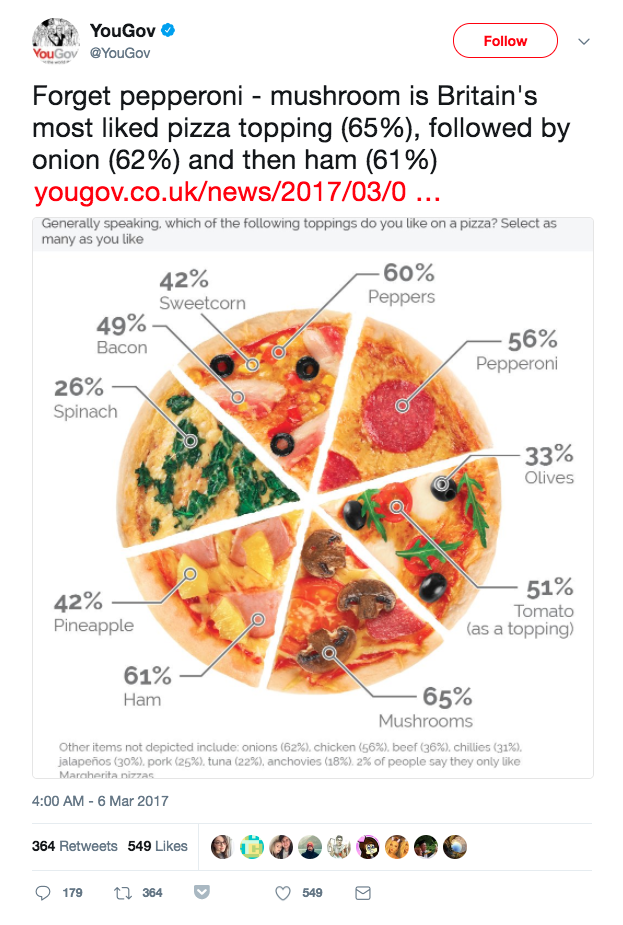 YouGov
@YouGov
Follow
Forget pepperoni - mushroom is Britain's
most liked pizza topping (65%), followed by
onion (62%) and then ham (61%)
yougov.co.uk/news/2017/03/0 ...
Generally speaking, which of the following toppings do you like on a pizza? Select as
many as you like
42%
Sweetcorn
60%
Peppers
49%
Bacon
56%
Pepperoni
26%
Spinach
33%
Olives
42%
Pineapple
51%
Tomato
(as a topping)
61%
Ham
65%
Mushrooms
Other items not depicted include: onions (62%), chicken (56%), beef (36%), chillies (31%),
jalapeños (30%), pork (25%), tuna (22%), anchovies (18%). 2% of people say they only like
Margherita pizzas
4:00 AM - 6 Mar 2017
364 Retweets 549 Likes
179 364 549